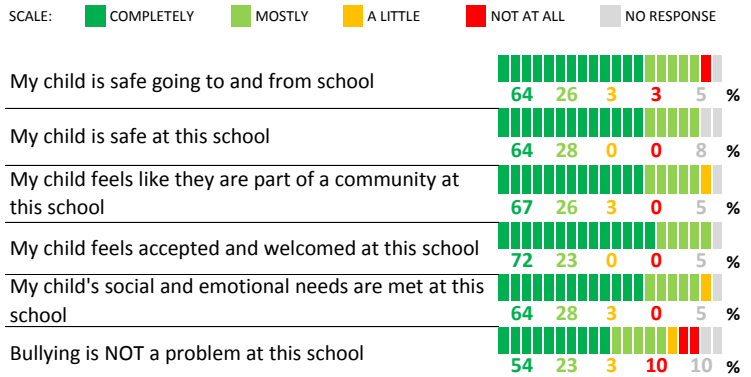 SCALE: COMPLETELY MOSTLY A LITTLE NOT AT ALL NO RESPONSE
My child is safe going to and from school
64 26 3 3 5 %
My child is safe at this school
64 28 0 0 8 %
My child feels like they are part of a community at
this school
67 26 3 0 5 %
My child feels accepted and welcomed at this school
72 23 0 0 5 %
My child's social and emotional needs are met at this
school
64 28 3 0 5 %
Bullying is NOT a problem at this school
54 23 3 10 10 %